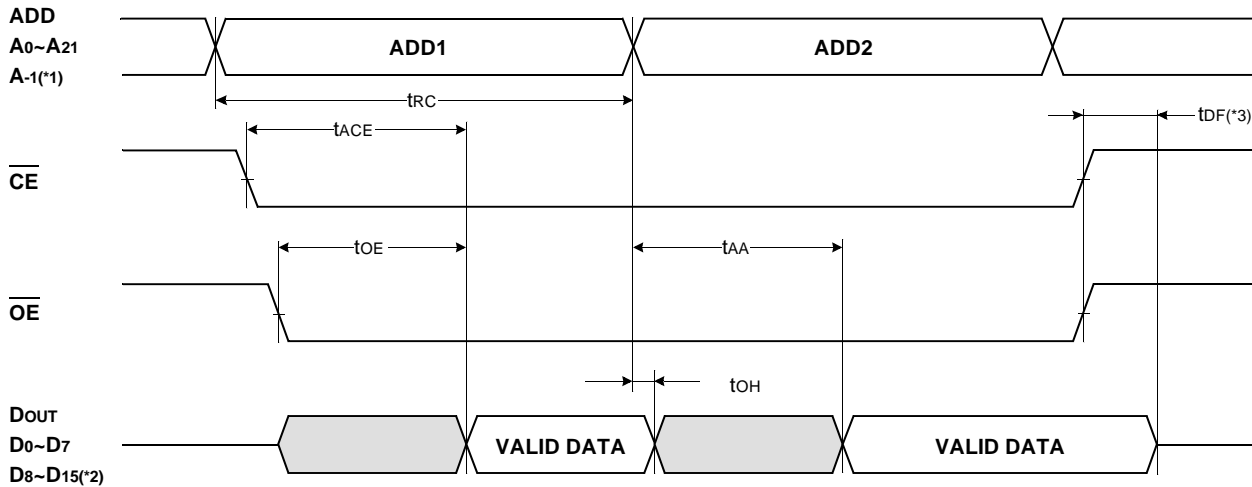 ADD
A0~A21
A-1(*1)
ADD1
ADD2
tRC
tACE
tDF(*3)
CE
tOE
tAA
OE
tOH
DOUT
D0~D7
D8~D15(*2)
VALID DATA
VALID DATA